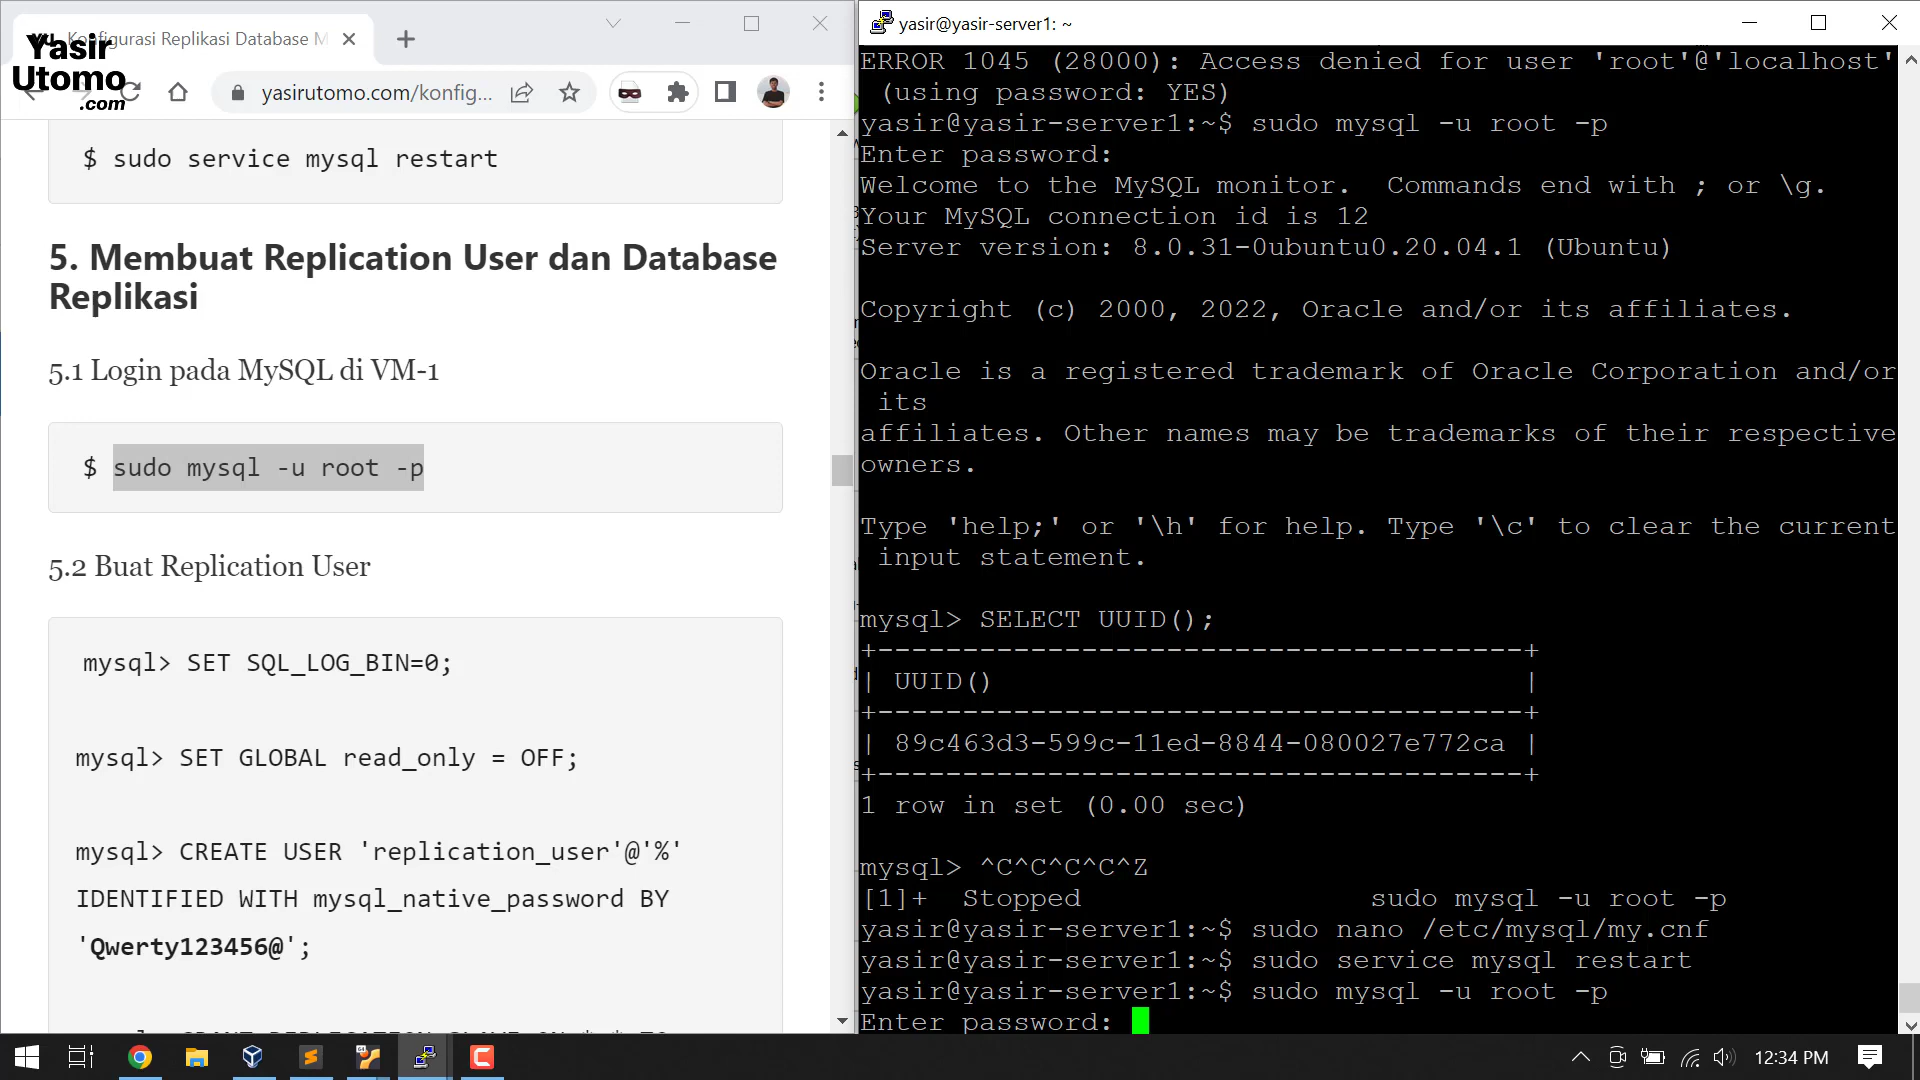 Konfigurasi Replikasi Database M
Yasir
Utomo
.com
yasirutomo.com/konfig...
$ sudo service mysql restart
5. Membuat Replication User dan Database
Replikasi
5.1 Login pada MySQL di VM-1
$ sudo mysql -u root -p
5.2 Buat Replication User
mysql> SET SQL_LOG_BIN=0;
mysql> SET GLOBAL read_only = OFF;
mysql> CREATE USER 'replication_user'@'%'
IDENTIFIED WITH mysql_native_password BY
'Qwerty123456@';
yasir@yasir-server1: ~
ERROR 1045 (28000): Access denied for user 'root'@'localhost'
(using password: YES)
yasir@yasir-server1:~$ sudo mysql -u root -p
Enter password:
Welcome to the MySQL monitor.  Commands end with ; or \g.
Your MySQL connection id is 12
Server version: 8.0.31-0ubuntu0.20.04.1 (Ubuntu)
Copyright (c) 2000, 2022, Oracle and/or its affiliates.
Oracle is a registered trademark of Oracle Corporation and/or
its
affiliates. Other names may be trademarks of their respective
owners.
Type 'help;' or '\h' for help. Type '\c' to clear the current
input statement.
mysql> SELECT UUID();
+--------------------------------------+
| UUID()                               |
+--------------------------------------+
| 89c463d3-599c-11ed-8844-080027e772ca |
+--------------------------------------+
1 row in set (0.00 sec)
mysql> ^C^C^C^C^Z
[1]+  Stopped                 sudo mysql -u root -p
yasir@yasir-server1:~$ sudo nano /etc/mysql/my.cnf
yasir@yasir-server1:~$ sudo service mysql restart
yasir@yasir-server1:~$ sudo mysql -u root -p
Enter password:
12:34 PM